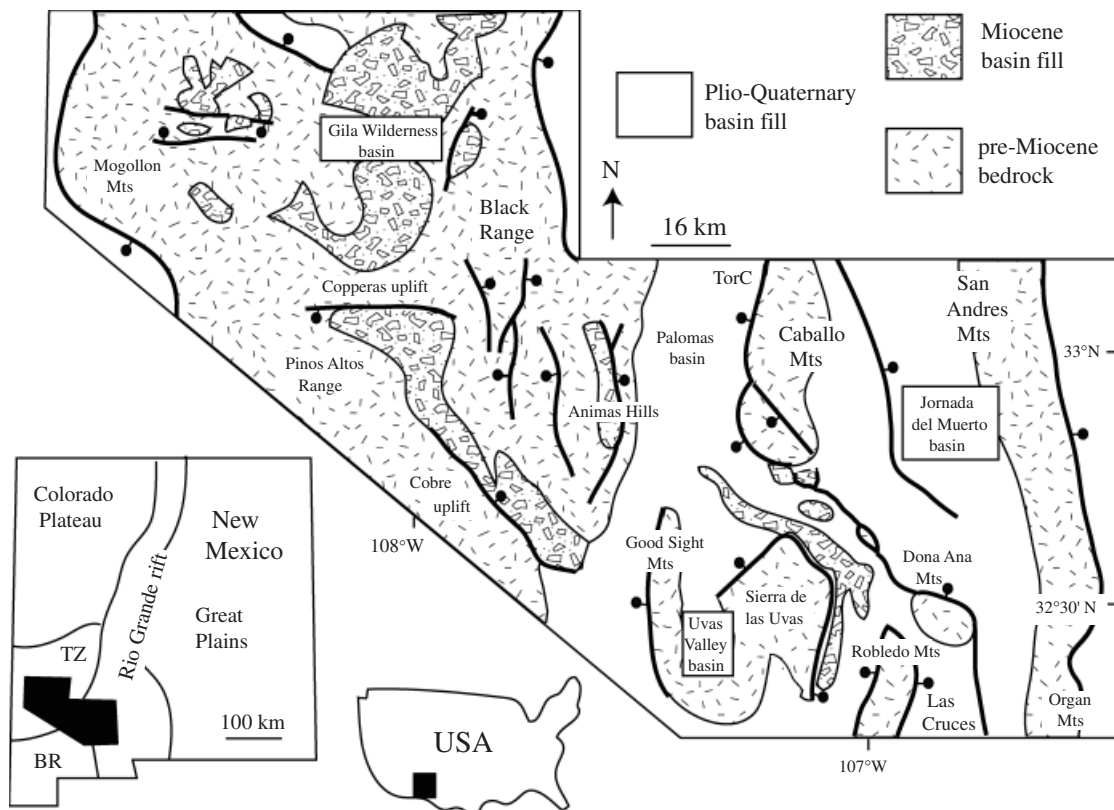 Miocene
basin fill
Plio-Quaternary
basin fill
pre-Miocene
bedrock
N
16 km
Gila Wilderness
basin
Mogollon
Mts
Black
Range
Copperas uplift
Pinos Altos
Range
Animas Hills
Cobre
uplift
108°W
TorC
Palomas
basin
Caballo
Mts
San
Andres
Mts
33°N
Jornada
del Muerto
basin
Good Sight
Mts
Uvas
Valley
basin
Sierra de
las Uvas
Dona Ana
Mts
32°30' N
Robledo Mts
Las
Cruces
Organ
Mts
107°W
Colorado
Plateau
New
Mexico
Rio Grande rift
Great
Plains
TZ
BR
100 km
USA